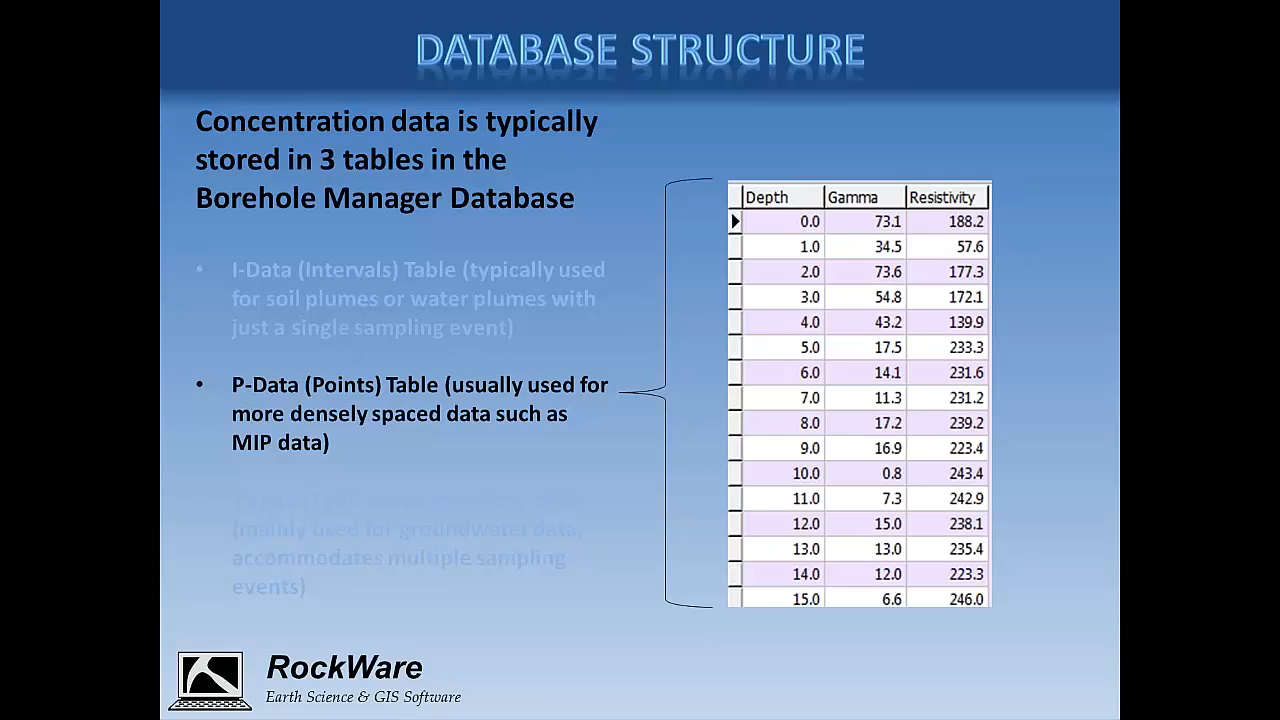 DATABASE STRUCTURE
Concentration data is typically
stored in 3 tables in the
Borehole Manager Database
• I-Data (Intervals) Table (typically used
for soil plumes or water plumes with
just a single sampling event)
• P-Data (Points) Table (usually used for
more densely spaced data such as
MIP data)
(mainly used for groundwater data,
accommodates multiple sampling
events)
Depth Gamma Resistivity
0.0 73.1 188.2
1.0 34.5 57.6
2.0 73.6 177.3
3.0 54.8 172.1
4.0 43.2 139.9
5.0 17.5 233.3
6.0 14.1 231.6
7.0 11.3 231.2
8.0 17.2 239.2
9.0 16.9 223.4
10.0 0.8 243.4
11.0 7.3 242.9
12.0 15.0 238.1
13.0 13.0 235.4
14.0 12.0 223.3
15.0 6.6 246.0
RockWare
Earth Science & GIS Software